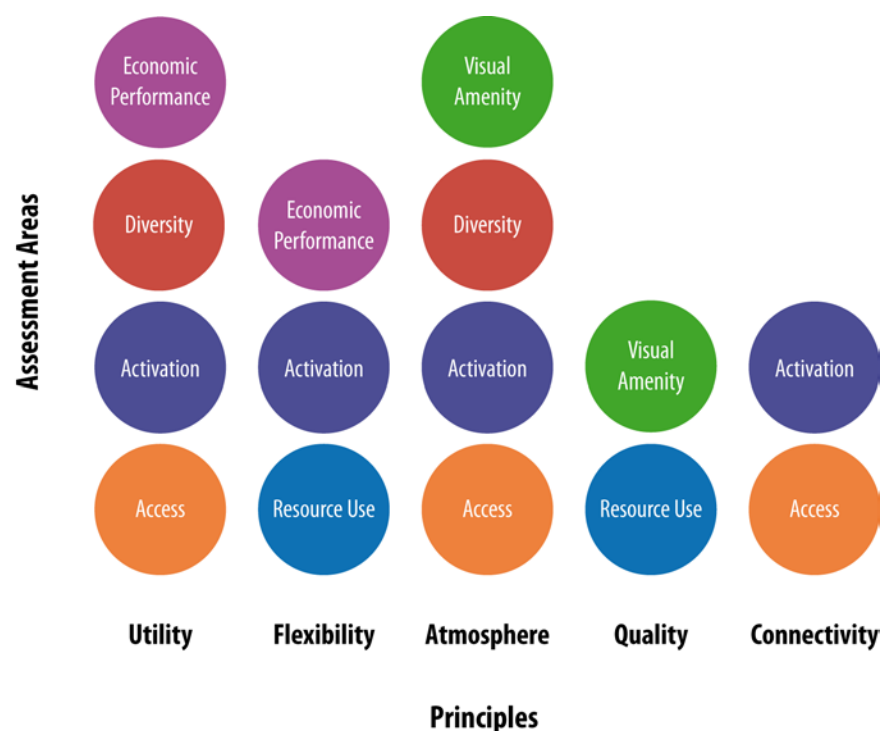 Economic
Performance
Visual
Amenity
Diversity
Economic
Performance
Diversity
Activation
Activation
Activation
Visual
Amenity
Activation
Access
Resource Use
Access
Resource Use
Access
Assessment Areas
Utility
Flexibility
Atmosphere
Quality
Connectivity
Principles